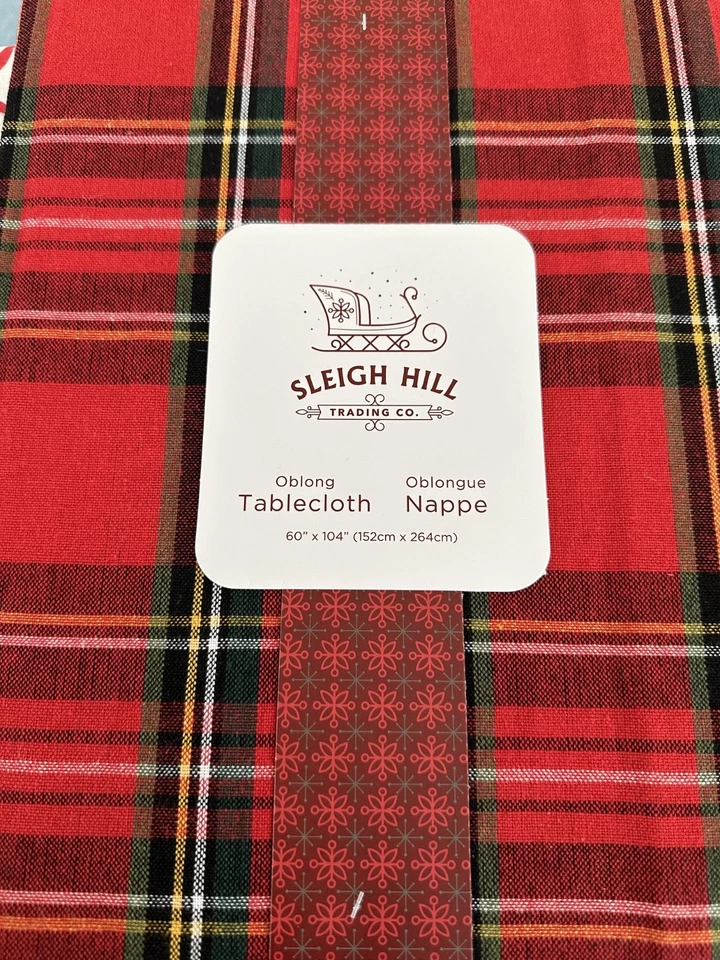 SLEIGH HILL
TRADING CO.
Oblong Oblongue
Tablecloth Nappe
60" x 104" (152cm x 264cm)